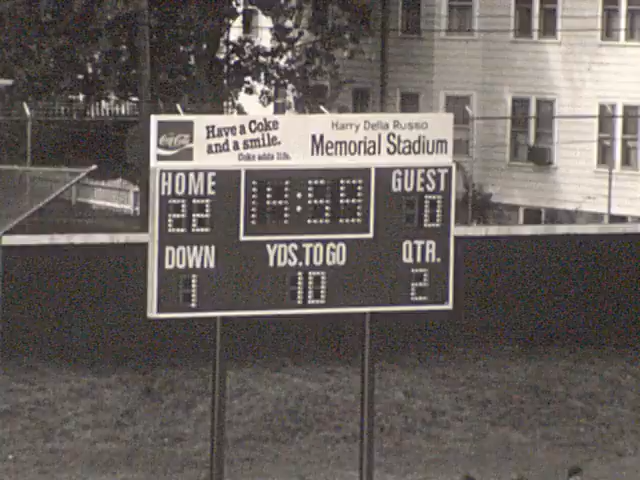 Coca-Cola
Have a Coke
and a smile.
Coke adds life.
Harry Della Russo
Memorial Stadium
HOME
22
14:53
GUEST
0
DOWN
1
YDS.TO GO
10
QTR.
2